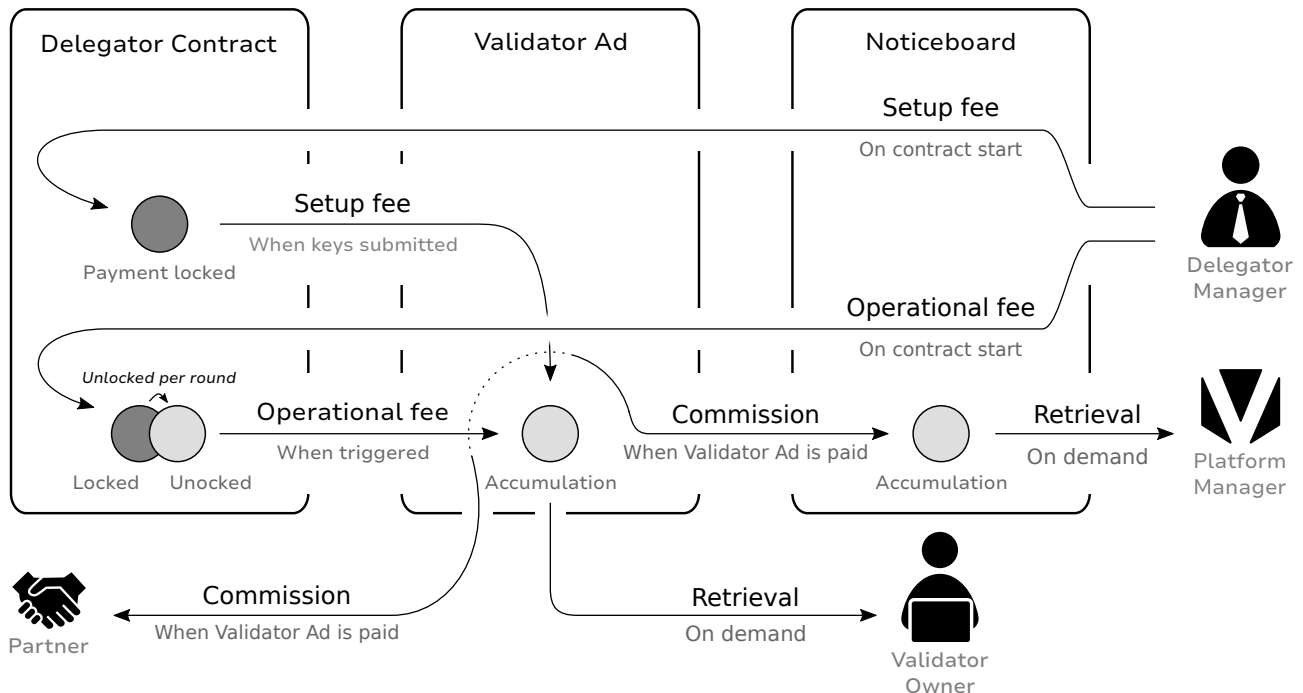 Delegator Contract
Validator Ad
Noticeboard
Setup fee
On contract start
Setup fee
When keys submitted
Payment locked
Delegator
Manager
Operational fee
On contract start
Unlocked per round
Operational fee
When triggered
Commission
When Validator Ad is paid
Retrieval
On demand
Locked
Unocked
Accumulation
Accumulation
Platform
Manager
Commission
When Validator Ad is paid
Partner
Retrieval
On demand
Validator
Owner